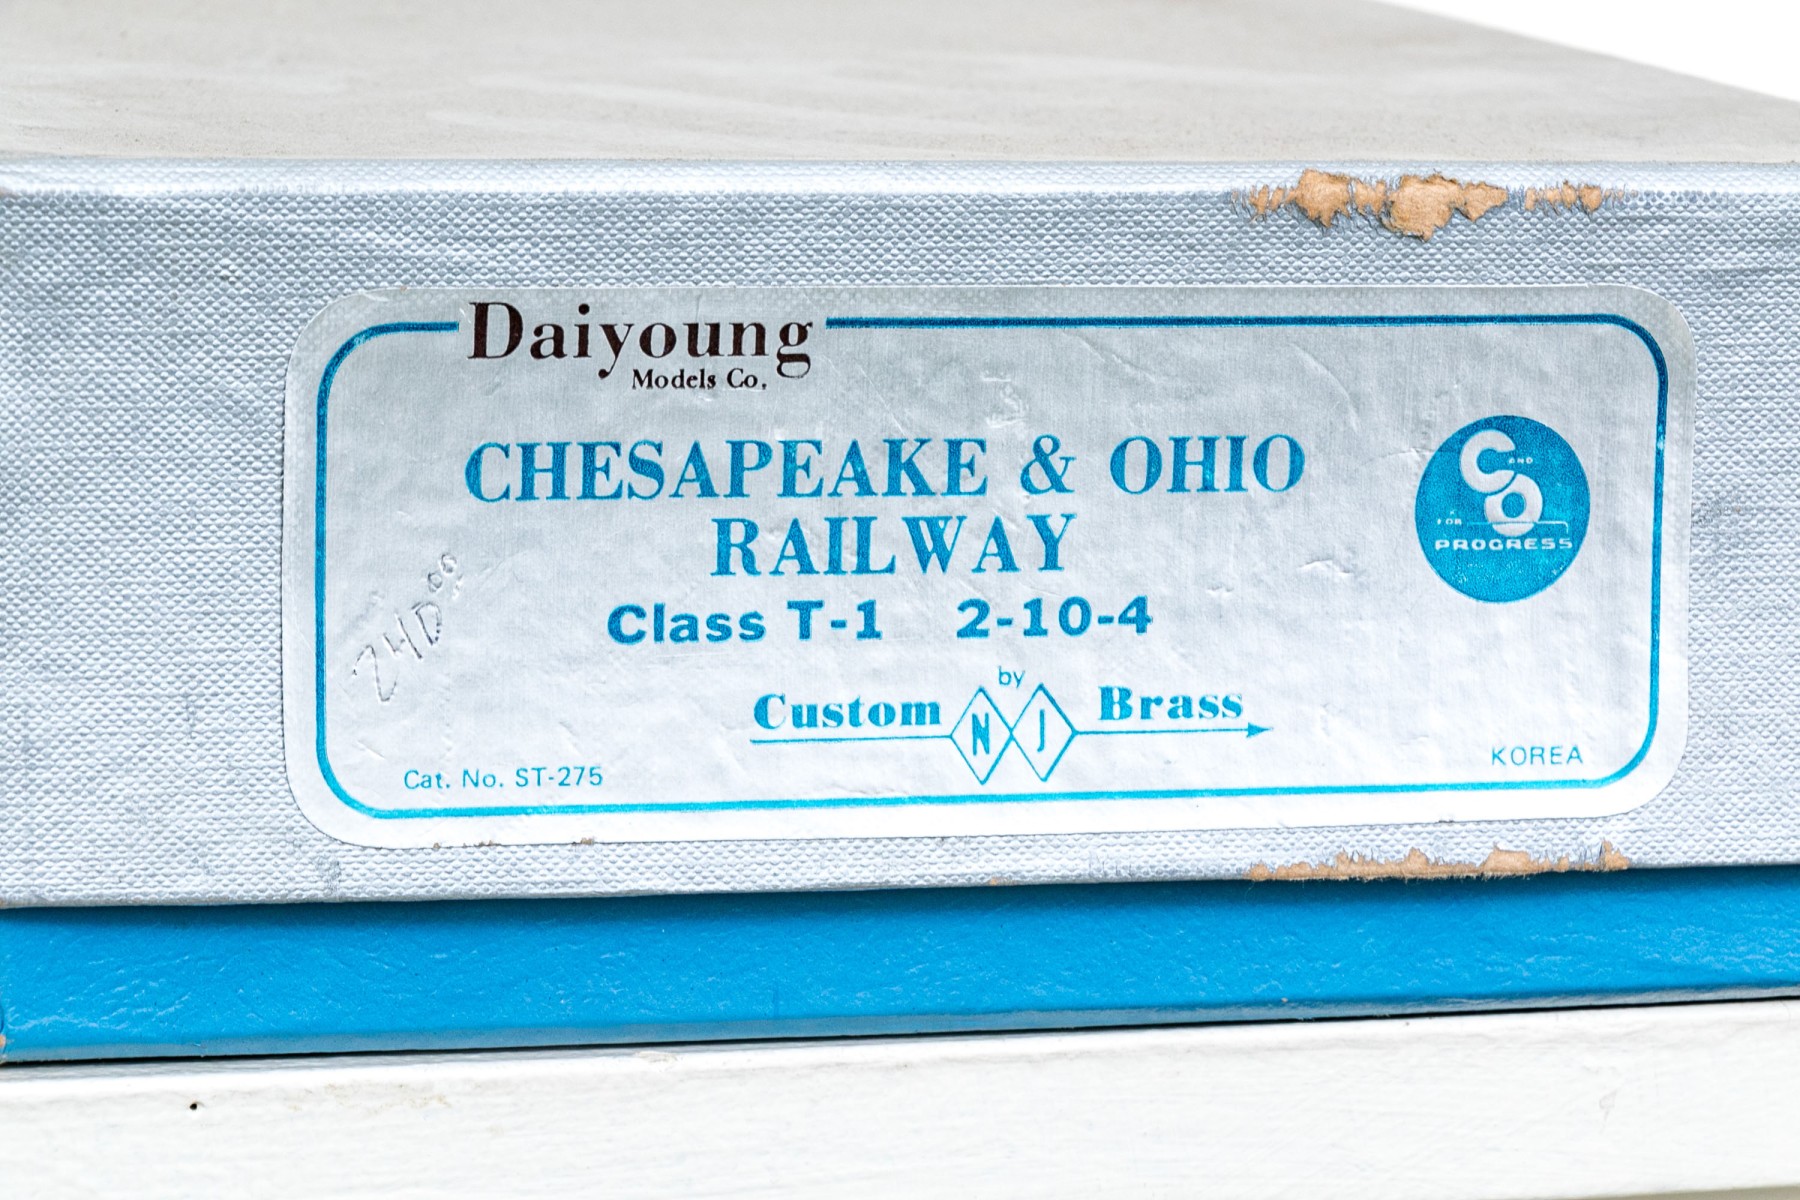 Daiyoung
Models Co.
CHESAPEAKE & OHIO
RAILWAY
Class T-1 2-10-4
by
Custom NJ Brass
Cat. No. ST-275
KOREA
C AND
O
FOR
PROGRESS